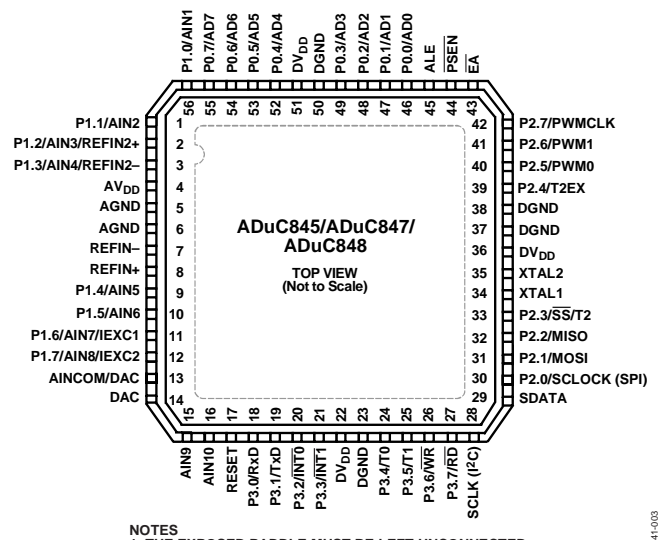 P1.0/AIN1
P0.7/AD7
P0.6/AD6
P0.5/AD5
P0.4/AD4
DVDD
DGND
P0.3/AD3
P0.2/AD2
P0.1/AD1
P0.0/AD0
ALE
PSEN
EA
56 55 54 53 52 51 50 49 48 47 46 45 44 43
P1.1/AIN2 1
P1.2/AIN3/REFIN2+ 2
P1.3/AIN4/REFIN2– 3
AVDD 4
AGND 5
AGND 6
REFIN– 7
REFIN+ 8
P1.4/AIN5 9
P1.5/AIN6 10
P1.6/AIN7/IEXC1 11
P1.7/AIN8/IEXC2 12
AINCOM/DAC 13
DAC 14
ADuC845/ADuC847/
ADuC848
TOP VIEW
(Not to Scale)
42 P2.7/PWMCLK
41 P2.6/PWM1
40 P2.5/PWM0
39 P2.4/T2EX
38 DGND
37 DGND
36 DVDD
35 XTAL2
34 XTAL1
33 P2.3/SS/T2
32 P2.2/MISO
31 P2.1/MOSI
30 P2.0/SCLOCK (SPI)
29 SDATA
15 16 17 18 19 20 21 22 23 24 25 26 27 28
AIN9
AIN10
RESET
P3.0/RxD
P3.1/TxD
P3.2/INT0
P3.3/INT1
DVDD
DGND
P3.4/T0
P3.5/T1
P3.6/WR
P3.7/RD
SCLK (I2C)
NOTES
1. THE EXPOSED PADDLE MUST BE LEFT UNCONNECTED
41-003